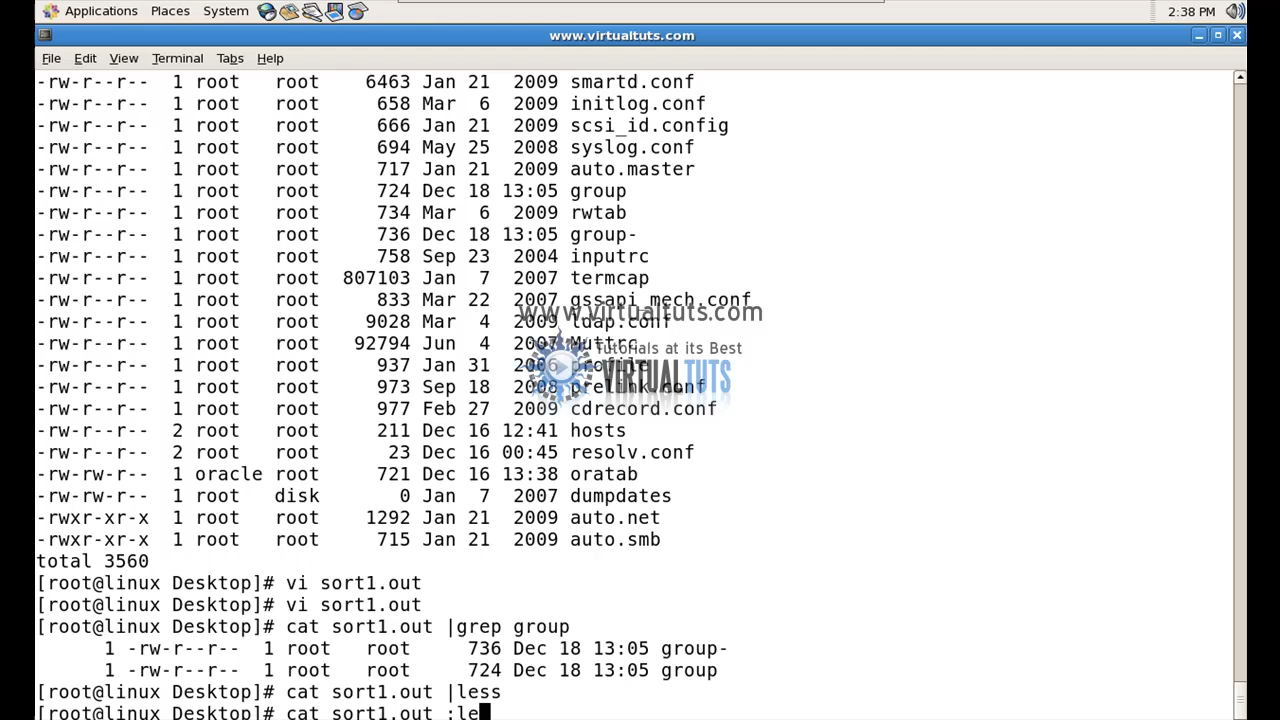 Applications Places System 2:38 PM
www.virtualtuts.com
File Edit View Terminal Tabs Help
-rw-r--r-- 1 root root 6463 Jan 21 2009 smartd.conf
-rw-r--r-- 1 root root 658 Mar 6 2009 initlog.conf
-rw-r--r-- 1 root root 666 Jan 21 2009 scsi_id.config
-rw-r--r-- 1 root root 694 May 25 2008 syslog.conf
-rw-r--r-- 1 root root 717 Jan 21 2009 auto.master
-rw-r--r-- 1 root root 724 Dec 18 13:05 group
-rw-r--r-- 1 root root 734 Mar 6 2009 rwtab
-rw-r--r-- 1 root root 736 Dec 18 13:05 group-
-rw-r--r-- 1 root root 758 Sep 23 2004 inputrc
-rw-r--r-- 1 root root 807103 Jan 7 2007 termcap
-rw-r--r-- 1 root root 833 Mar 22 2007 gssapi_mech.conf
www.virtualtuts.com
-rw-r--r-- 1 root root 9028 Mar 4 2009 ldap.conf
-rw-r--r-- 1 root root 92794 Jun 4 2007 Muttrc
Tutorials at its Best
-rw-r--r-- 1 root root 937 Jan 31 2006 profile
VIRTUALTUTS
-rw-r--r-- 1 root root 973 Sep 18 2008 prelink.conf
-rw-r--r-- 1 root root 977 Feb 27 2009 cdrecord.conf
-rw-r--r-- 2 root root 211 Dec 16 12:41 hosts
-rw-r--r-- 2 root root 23 Dec 16 00:45 resolv.conf
-rw-rw-r-- 1 oracle root 721 Dec 16 13:38 oratab
-rw-rw-r-- 1 root disk 0 Jan 7 2007 dumpdates
-rwxr-xr-x 1 root root 1292 Jan 21 2009 auto.net
-rwxr-xr-x 1 root root 715 Jan 21 2009 auto.smb
total 3560
[root@linux Desktop]# vi sort1.out
[root@linux Desktop]# vi sort1.out
[root@linux Desktop]# cat sort1.out |grep group
1 -rw-r--r-- 1 root root 736 Dec 18 13:05 group-
1 -rw-r--r-- 1 root root 724 Dec 18 13:05 group
[root@linux Desktop]# cat sort1.out |less
[root@linux Desktop]# cat sort1.out :le